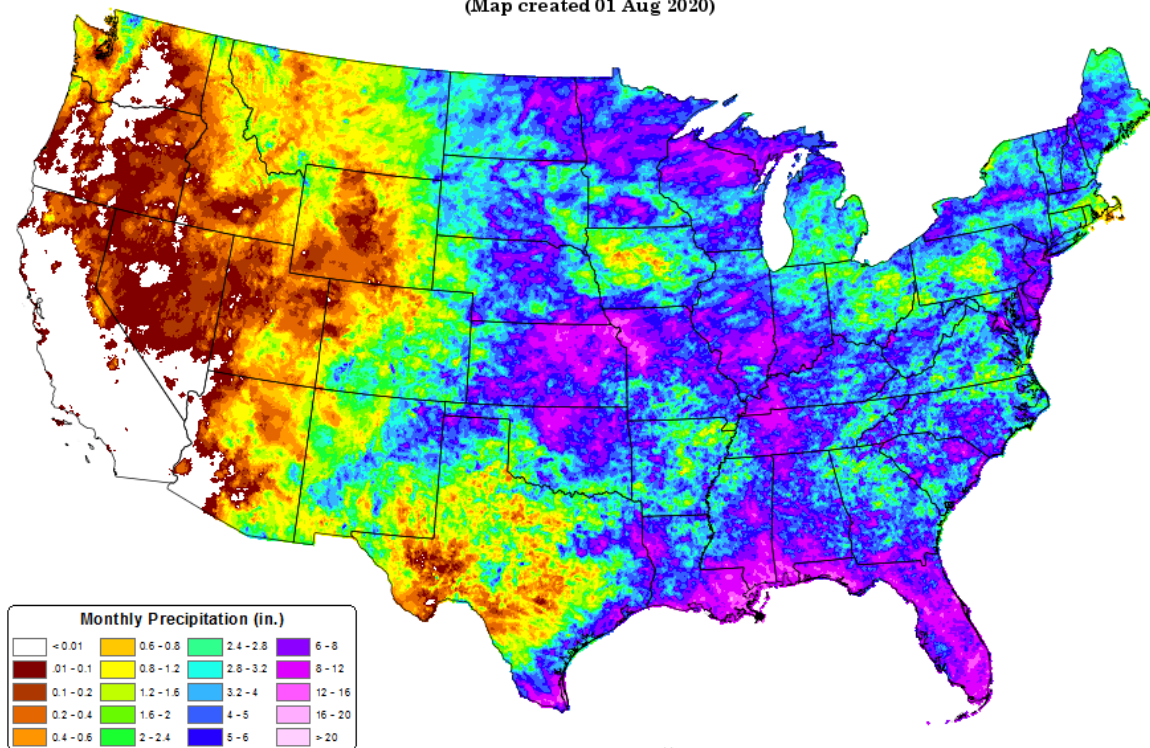 (Map created 01 Aug 2020)
Monthly Precipitation (in.)
< 0.01
.01 - 0.1
0.1 - 0.2
0.2 - 0.4
0.4 - 0.6
0.6 - 0.8
0.8 - 1.2
1.2 - 1.6
1.6 - 2
2 - 2.4
2.4 - 2.8
2.8 - 3.2
3.2 - 4
4 - 5
5 - 6
6 - 8
8 - 12
12 - 16
16 - 20
> 20